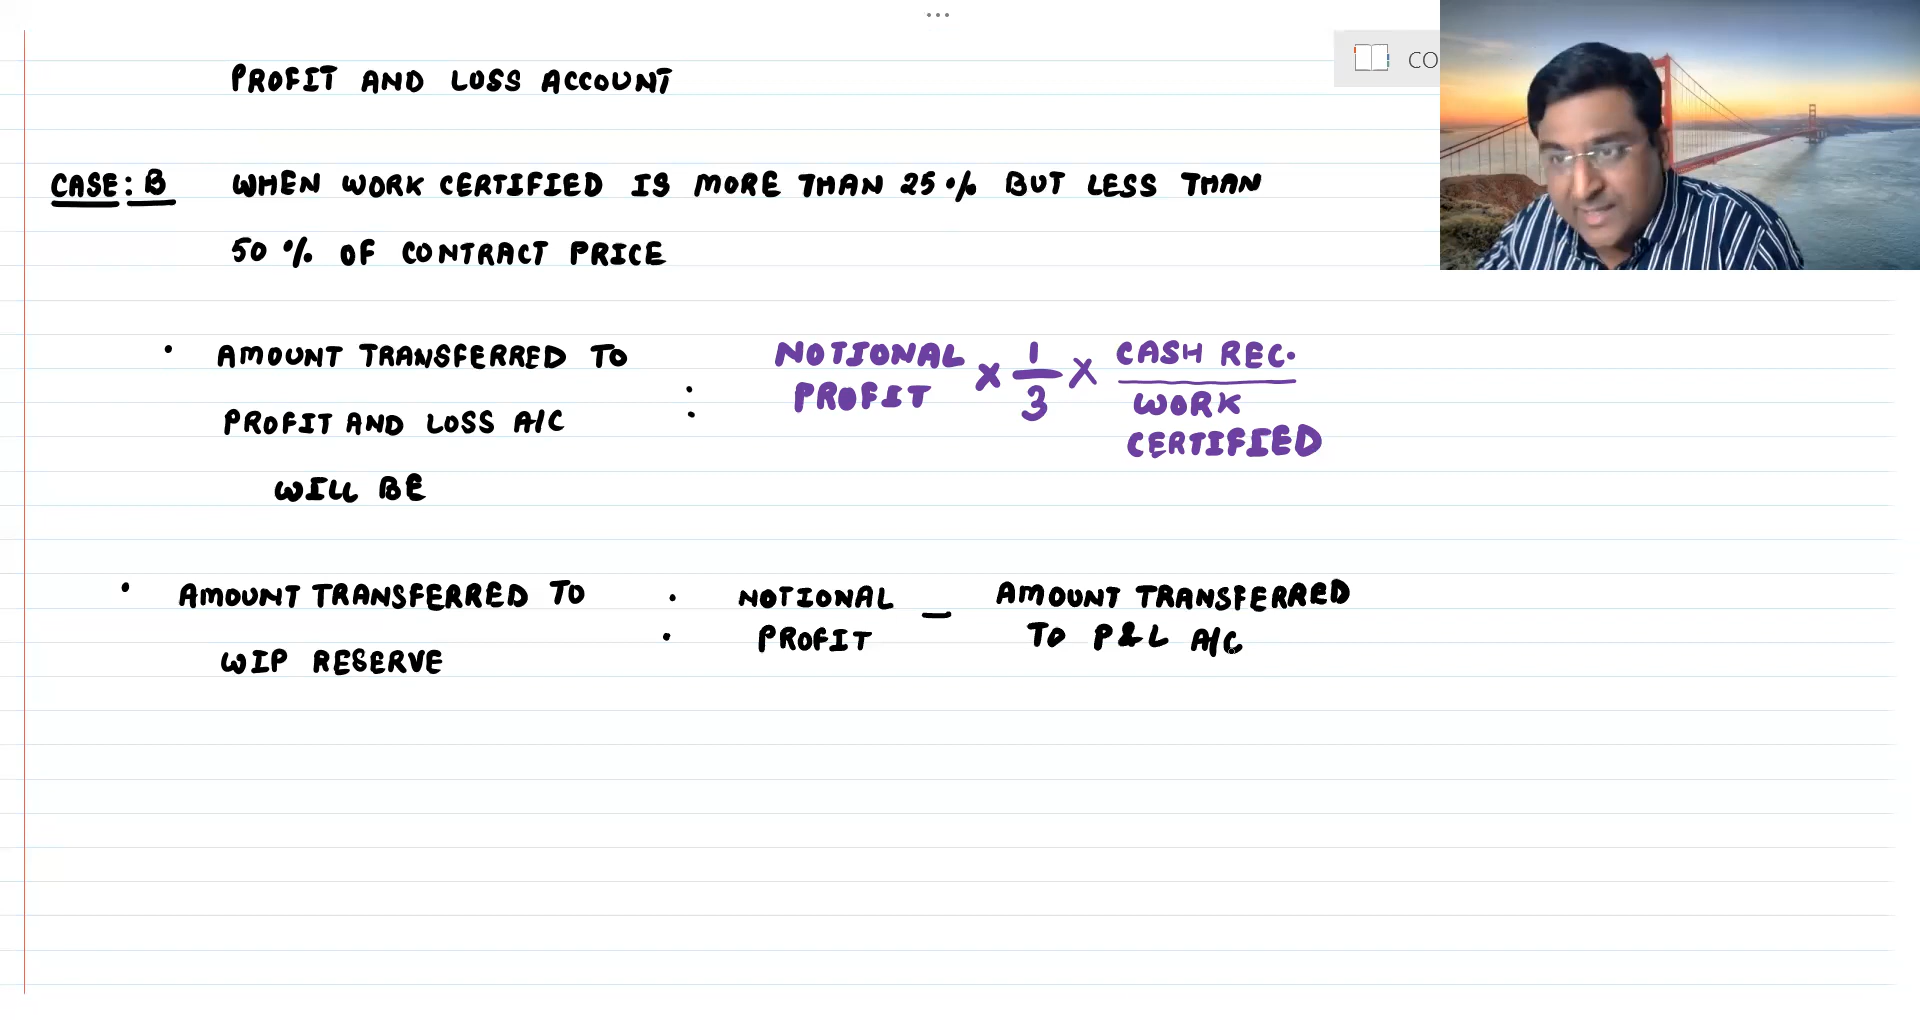 CO
PROFIT AND LOSS ACCOUNT
CASE: B WHEN WORK CERTIFIED IS MORE THAN 25% BUT LESS THAN
50% OF CONTRACT PRICE
• AMOUNT TRANSFERRED TO
PROFIT AND LOSS A/C
WILL BE
: NOTIONAL PROFIT × 1/3 × CASH REC. / WORK CERTIFIED
• AMOUNT TRANSFERRED TO
WIP RESERVE
: NOTIONAL PROFIT – AMOUNT TRANSFERRED TO P&L A/C